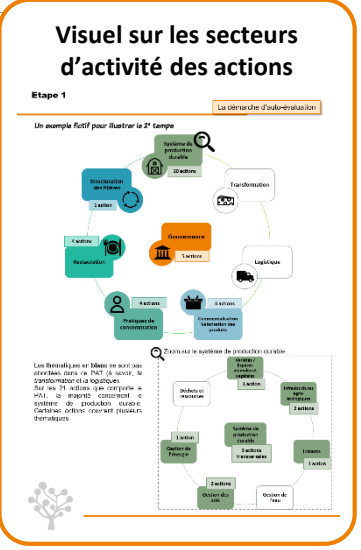 Visuel sur les secteurs
d'activité des actions
Etape 1
La démarche d'auto-évaluation
Un exemple fictif pour illustrer le 2e temps
Système de
production
durable
10 actions
Structuration
des filières
1 action
Transformation
4 actions
Restauration
Gouvernance
5 actions
Logistique
4 actions
Pratiques de
consommation
Commercialisation
Valorisation des
produits
Les thématiques en blanc ne sont pas
abordées dans ce PAT (à savoir, la
transformation et la logistique).
Sur les 21 actions que comporte le
PAT, la majorité concernent le
système de production durable.
Certaines actions couvrent plusieurs
thématiques.
Zoom sur le système de production durable
Déchets et
ressources
Infrastructures
agro-
écologiques
2 actions
1 action
Gestion de
l'énergie
Système de
production
durable
3 actions
transversales
Intrants
1 action
2 actions
Gestion des
sols
Gestion de
l'eau